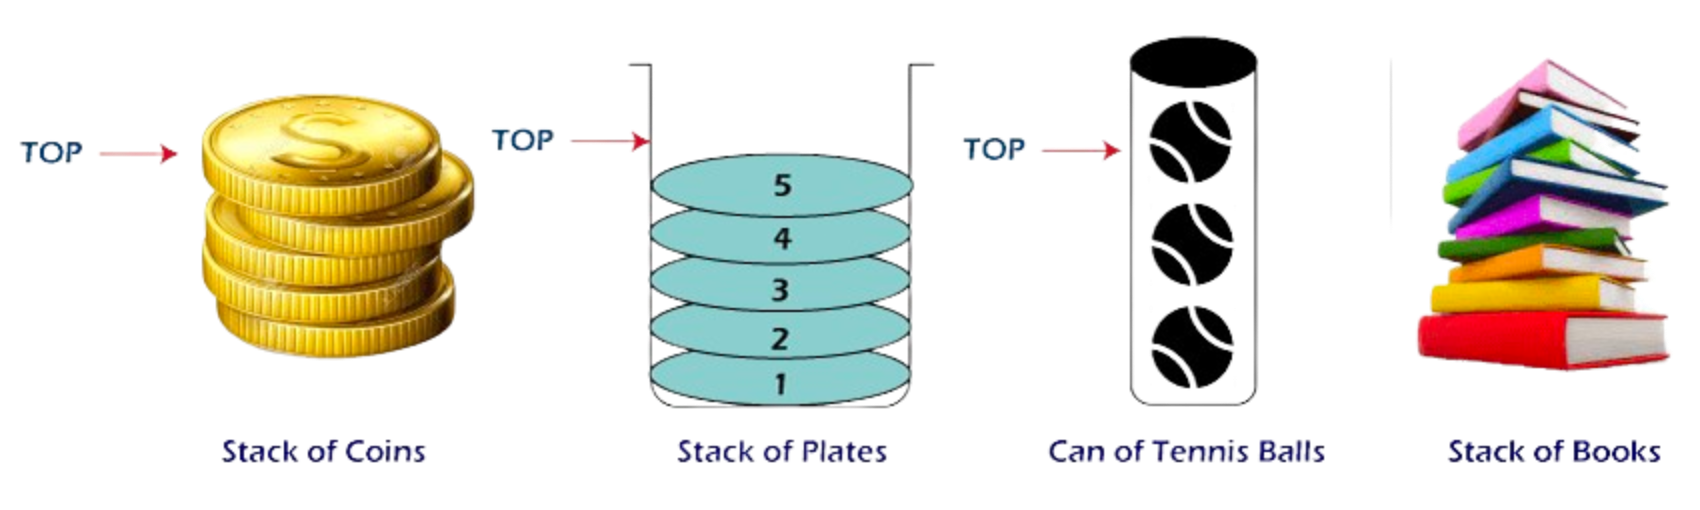 TOP
TOP
5
4
3
2
1
TOP
Stack of Coins
Stack of Plates
Can of Tennis Balls
Stack of Books